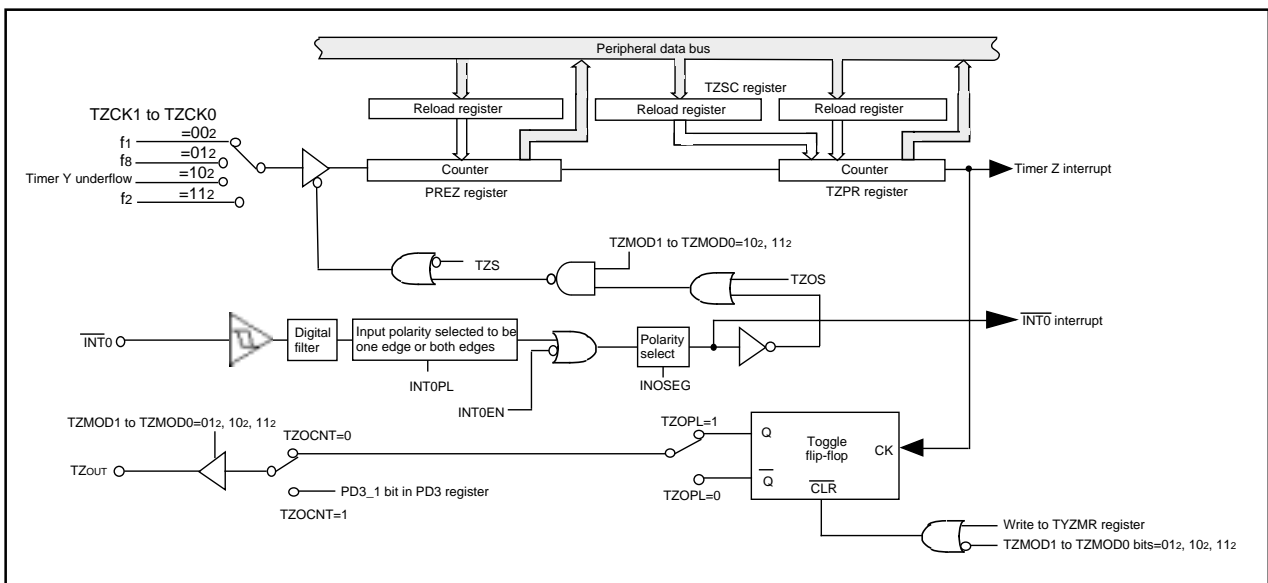 Peripheral data bus
TZSC register
Reload register
Reload register
Reload register
TZCK1 to TZCK0
f1
=002
f8
=012
Timer Y underflow
=102
f2
=112
Counter
PREZ register
Counter
TZPR register
Timer Z interrupt
TZMOD1 to TZMOD0=102, 112
TZS
TZOS
INT0
Digital
filter
Input polarity selected to be
one edge or both edges
INT0PL
INT0EN
Polarity
select
INOSEG
INT0 interrupt
TZMOD1 to TZMOD0=012, 102, 112
TZOUT
TZOCNT=0
PD3_1 bit in PD3 register
TZOCNT=1
TZOPL=1
TZOPL=0
Q
Toggle
flip-flop
CK
Q
CLR
Write to TYZMR register
TZMOD1 to TZMOD0 bits=012, 102, 112